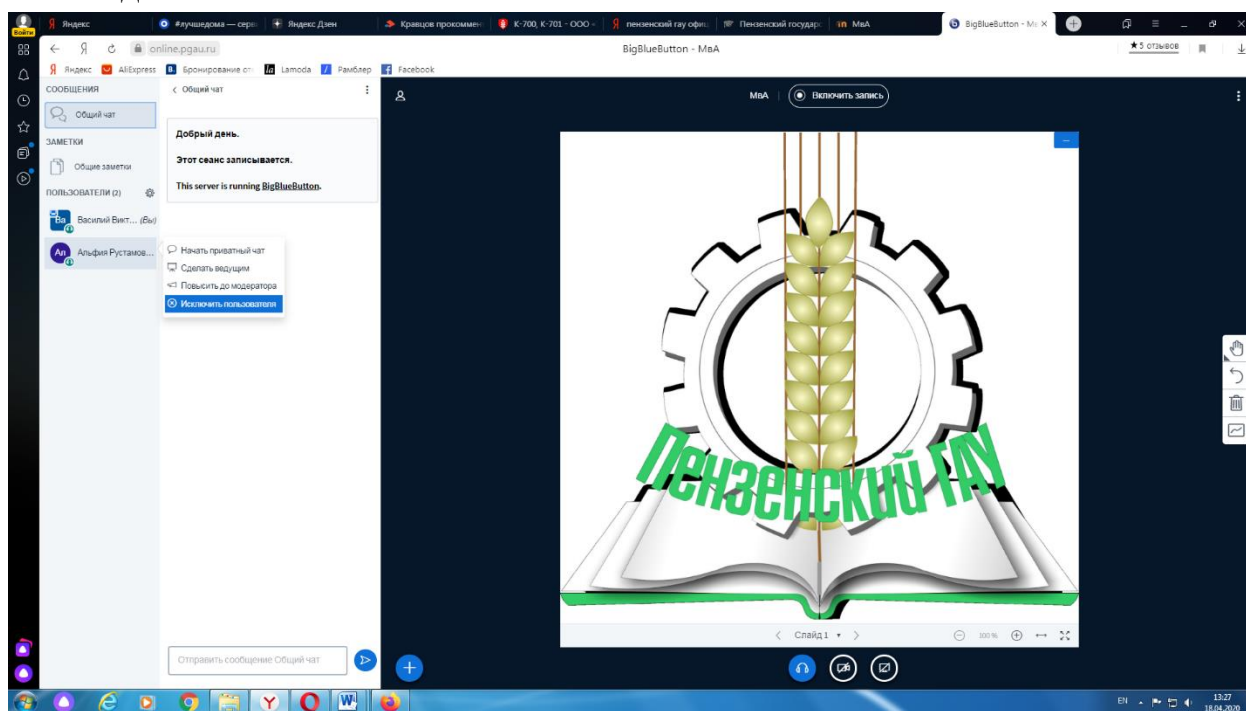 Войти
Яндекс
#лучшедома — серв
Яндекс Дзен
Кравцов прокоммен
К-700, К-701 - ООО -
пензенский гау офиц
Пензенский государс
МвА
BigBlueButton - Мв
online.pgau.ru
BigBlueButton - МвА
★5 отзывов
Яндекс
AliExpress
Бронирование от
Lamoda
Рамблер
Facebook
СООБЩЕНИЯ
Общий чат
ЗАМЕТКИ
Общие заметки
ПОЛЬЗОВАТЕЛИ (2)
Ва
Василий Викт... (Вы)
Ал
Альфия Рустамов...
Общий чат
Добрый день.
Этот сеанс записывается.
This server is running BigBlueButton.
Начать приватный чат
Сделать ведущим
Повысить до модератора
Исключить пользователя
Отправить сообщение Общий чат
МвА
Включить запись
Пензенский ГАУ
Слайд 1
100 %
EN
13:27
18.04.2020